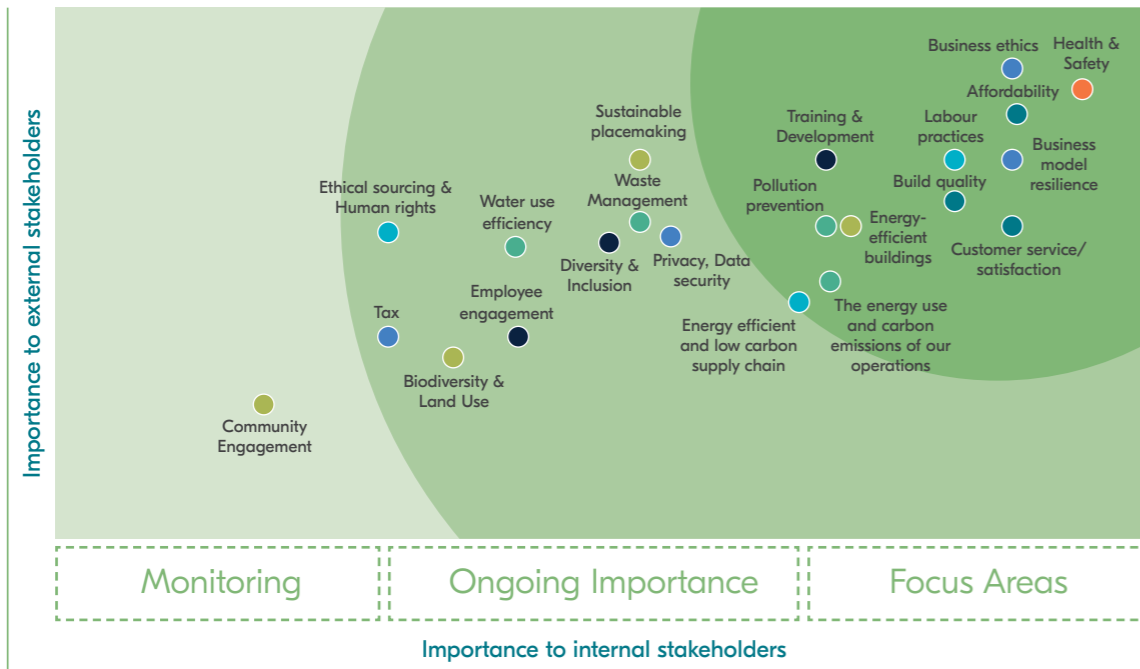 Importance to external stakeholders
Business ethics
Health &
Safety
Affordability
Sustainable
placemaking
Training &
Development
Labour
practices
Business
model
resilience
Ethical sourcing &
Human rights
Water use
efficiency
Waste
Management
Pollution
prevention
Build quality
Energy-
efficient
buildings
Customer service/
satisfaction
Diversity &
Inclusion
Privacy, Data
security
Tax
Employee
engagement
Energy efficient
and low carbon
supply chain
The energy use
and carbon
emissions of our
operations
Biodiversity &
Land Use
Community
Engagement
Monitoring
Ongoing Importance
Focus Areas
Importance to internal stakeholders